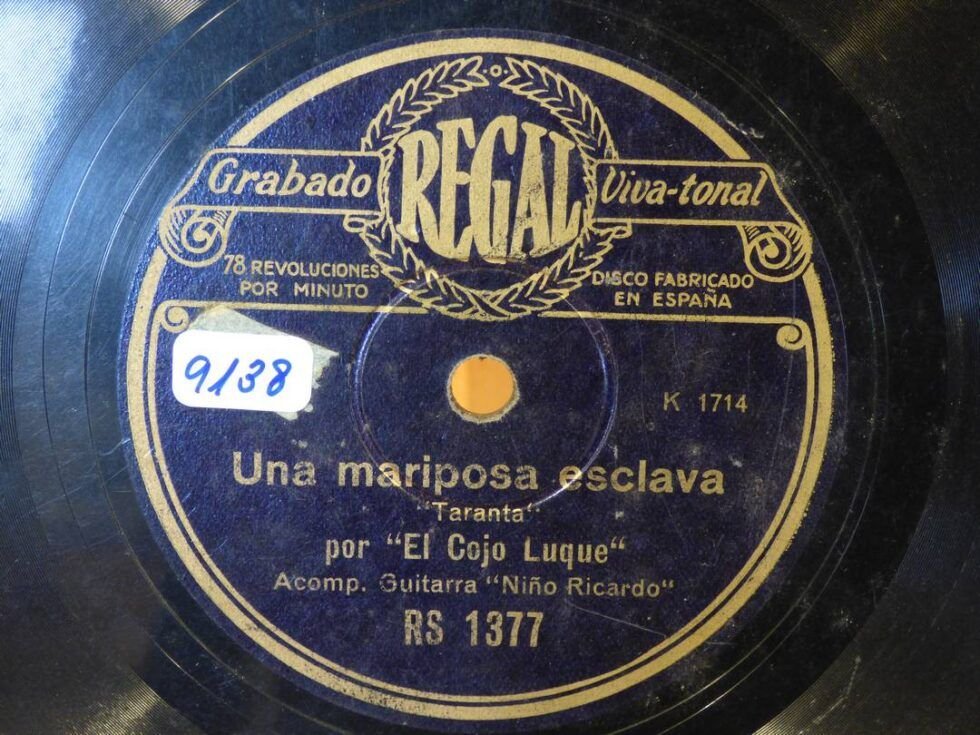 REGAL
Grabado Viva-tonal
78 REVOLUCIONES
POR MINUTO
DISCO FABRICADO
EN ESPAÑA
9138
K 1714
Una mariposa esclava
"Taranta"
por "El Cojo Luque"
Acomp. Guitarra "Niño Ricardo"
RS 1377